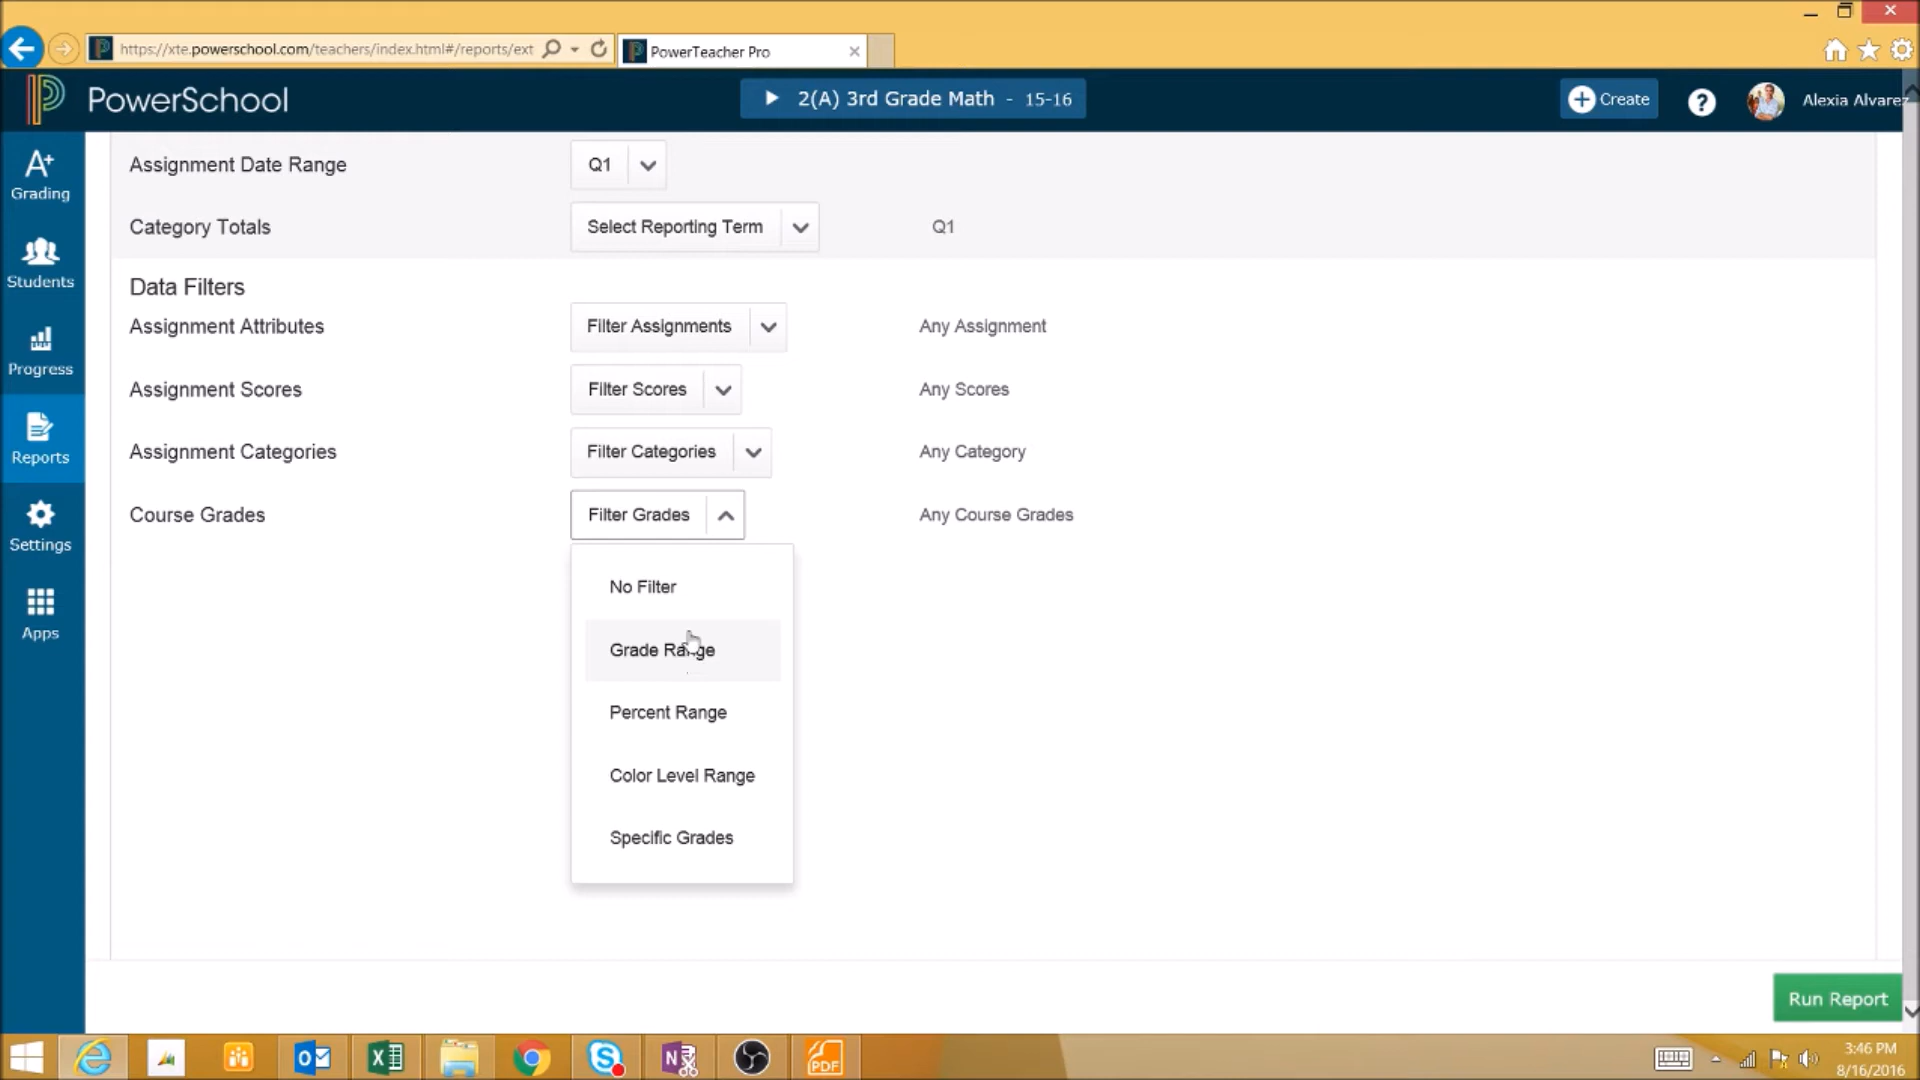 https://xte.powerschool.com/teachers/index.html#/reports/ext
PowerTeacher Pro
PowerSchool
2(A) 3rd Grade Math - 15-16
Create
Alexia Alvarez
Grading
Students
Progress
Reports
Settings
Apps
Assignment Date Range
Q1
Category Totals
Select Reporting Term
Q1
Data Filters
Assignment Attributes
Filter Assignments
Any Assignment
Assignment Scores
Filter Scores
Any Scores
Assignment Categories
Filter Categories
Any Category
Course Grades
Filter Grades
Any Course Grades
No Filter
Grade Range
Percent Range
Color Level Range
Specific Grades
Run Report
PDF
3:46 PM
8/16/2016